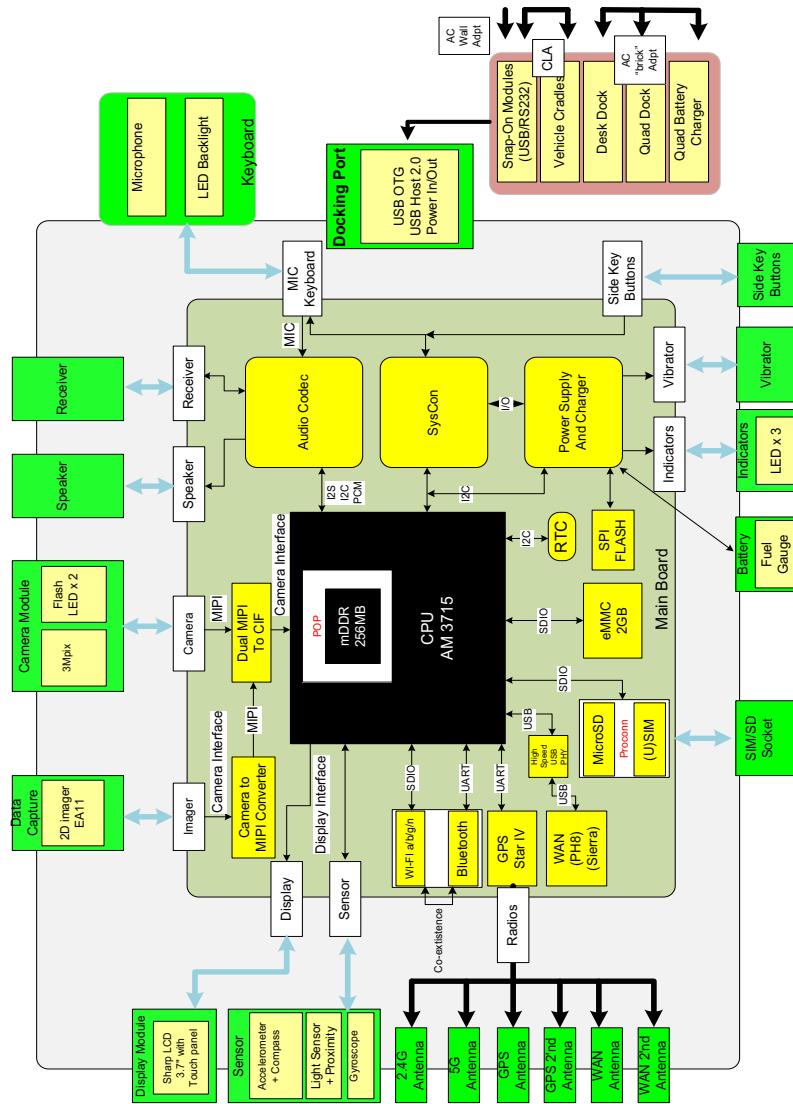 Display Module
Sharp LCD
3.7" with
Touch panel
Sensor
Accelerometer
+ Compass
Light Sensor
+ Proximity
Gyroscope
2.4G
Antenna
5G
Antenna
GPS
Antenna
GPS 2'nd
Antenna
WAN
Antenna
WAN 2'nd
Antenna
Data
Capture
2D imager
EA11
Camera Module
3Mpix
Flash
LED x 2
Speaker
Receiver
Keyboard
Microphone
LED Backlight
Imager
Camera
Speaker
Receiver
MIC
Keyboard
Display
Sensor
Radios
Co-extistence
Camera Interface
MIPI
MIC
Camera to
MIPI Converter
MIPI
Dual MIPI
To CIF
Audio Codec
Display Interface
Camera Interface
I2S
I2C
PCM
SysCon
I/O
Power Supply
And Charger
I2C
POP
mDDR
256MB
CPU
AM 3715
SDIO
UART
UART
USB
WI-FI a/b/g/n
Bluetooth
GPS
Star IV
High
Speed
USB
PHY
USB
WAN
(PH8)
(Sierra)
SDIO
SDIO
I2C
MicroSD
Proconn
(U)SIM
eMMC
2GB
RTC
SPI
FLASH
Main Board
Side Key
Buttons
Vibrator
Indicators
Side Key
Buttons
Vibrator
Indicators
LED x 3
Battery
Fuel
Gauge
SIM/SD
Socket
Docking Port
USB OTG
USB Host 2.0
Power In/Out
Snap-On Modules
(USB/RS232)
Vehicle Cradles
Desk Dock
Quad Dock
Quad Battery
Charger
AC
Wall
Adpt
CLA
AC
"brick"
Adpt